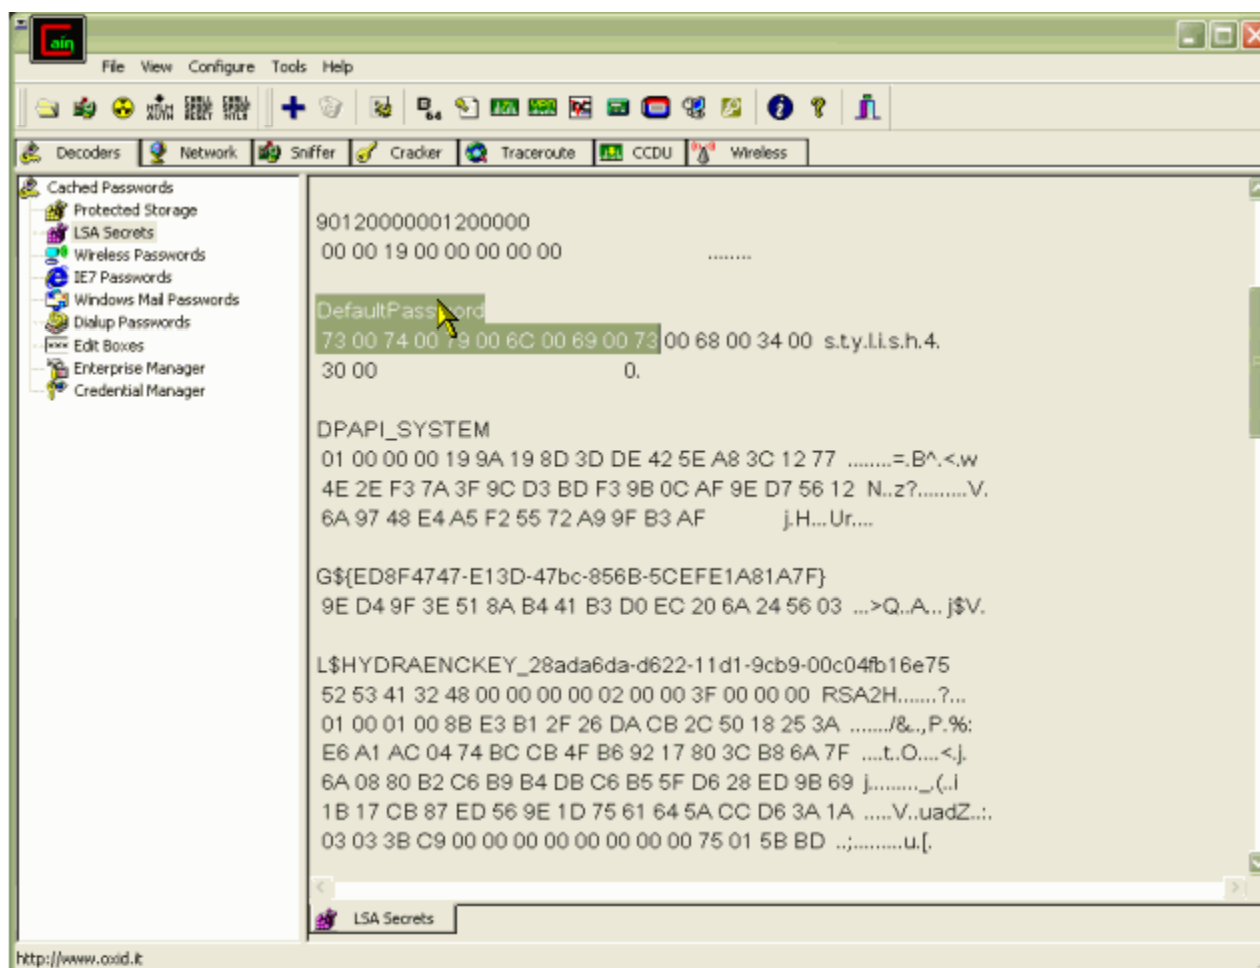 Cain
File View Configure Tools Help
NTLM AUTH CHALL SPOOF RESET CHALL SPOOF NTLM B64
Decoders Network Sniffer Cracker Traceroute CCDU Wireless
Cached Passwords
Protected Storage
LSA Secrets
Wireless Passwords
IE7 Passwords
Windows Mail Passwords
Dialup Passwords
Edit Boxes
Enterprise Manager
Credential Manager
90120000001200000
00 00 19 00 00 00 00 00 ........
DefaultPassword
73 00 74 00 79 00 6C 00 69 00 73 00 68 00 34 00 s.t.y.l.i.s.h.4.
30 00 0.
DPAPI_SYSTEM
01 00 00 00 19 9A 19 8D 3D DE 42 5E A8 3C 12 77 ........=.B^.<.w
4E 2E F3 7A 3F 9C D3 BD F3 9B 0C AF 9E D7 56 12 N..z?.........V.
6A 97 48 E4 A5 F2 55 72 A9 9F B3 AF j.H...Ur....
G${ED8F4747-E13D-47bc-856B-5CEFE1A81A7F}
9E D4 9F 3E 51 8A B4 41 B3 D0 EC 20 6A 24 56 03 ...>Q..A... j$V.
L$HYDRAENCKEY_28ada6da-d622-11d1-9cb9-00c04fb16e75
52 53 41 32 48 00 00 00 00 02 00 00 3F 00 00 00 RSA2H.......?...
01 00 01 00 8B E3 B1 2F 26 DA CB 2C 50 18 25 3A ......./&..,P.%:
E6 A1 AC 04 74 BC CB 4F B6 92 17 80 3C B8 6A 7F ....t..O....<.j.
6A 08 80 B2 C6 B9 B4 DB C6 B5 5F D6 28 ED 9B 69 j........._.(..i
1B 17 CB 87 ED 56 9E 1D 75 61 64 5A CC D6 3A 1A .....V..uadZ..:.
03 03 3B C9 00 00 00 00 00 00 00 00 75 01 5B BD ..;.........u.[.
LSA Secrets
http://www.oxid.it